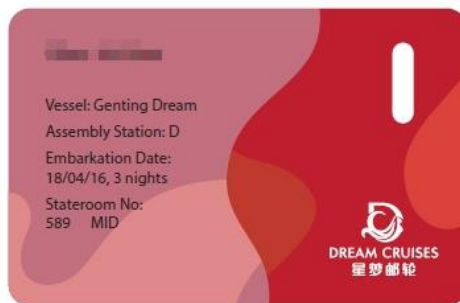 Vessel: Genting Dream
Assembly Station: D
Embarkation Date:
18/04/16, 3 nights
Stateroom No:
589 MID
DREAM CRUISES
星梦邮轮